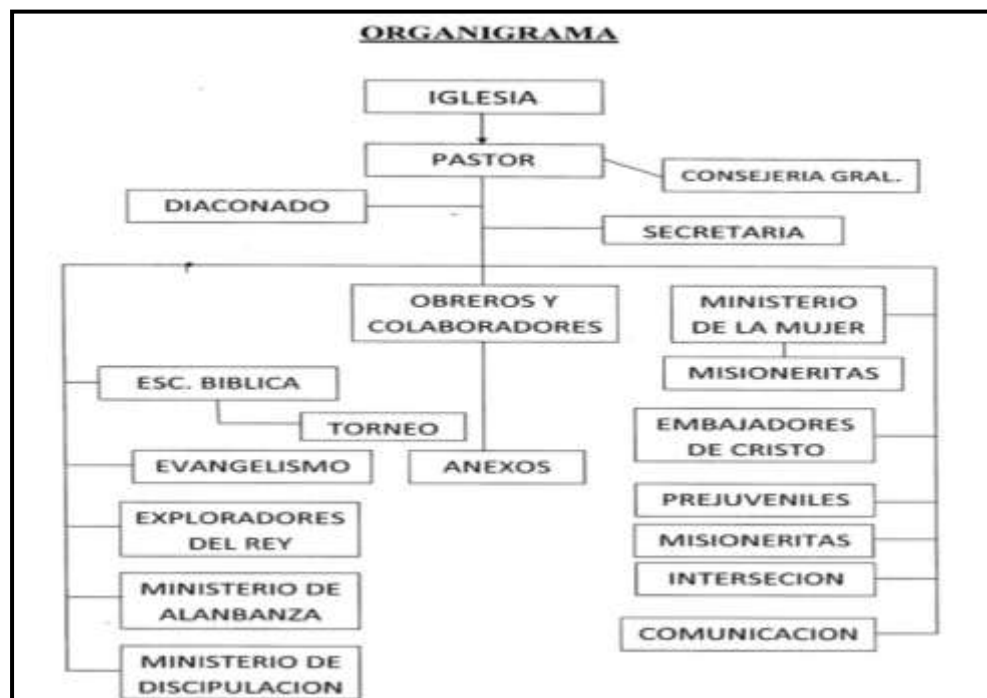 ORGANIGRAMA
IGLESIA
PASTOR
CONSEJERIA GRAL.
DIACONADO
SECRETARIA
OBREROS Y
COLABORADORES
MINISTERIO
DE LA MUJER
MISIONERITAS
ESC. BIBLICA
TORNEO
EMBAJADORES
DE CRISTO
EVANGELISMO
ANEXOS
PREJUVENILES
EXPLORADORES
DEL REY
MISIONERITAS
INTERSECION
MINISTERIO DE
ALANBANZA
COMUNICACION
MINISTERIO DE
DISCIPULACION